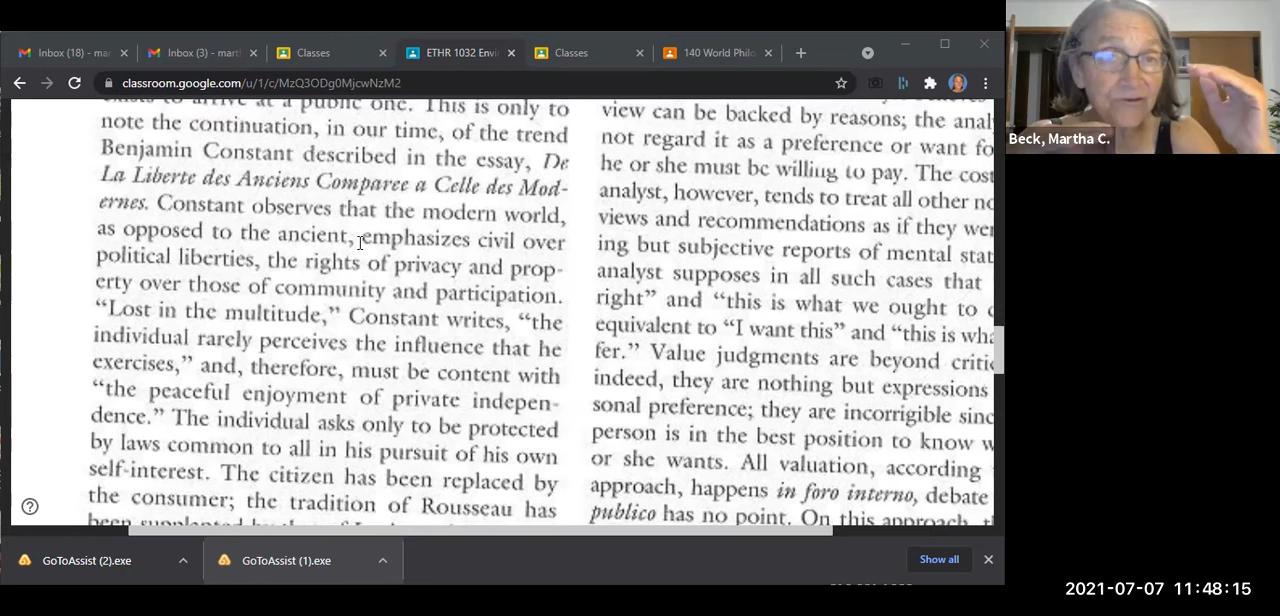 Inbox (18) - mar
Inbox (3) - mart
Classes
ETHR 1032 Envi
Classes
140 World Philo
classroom.google.com/u/1/c/MzQ3ODg0MjcwNzM2
Beck, Martha C.
exists to arrive at a public one. This is only to
note the continuation, in our time, of the trend
Benjamin Constant described in the essay, De
La Liberte des Anciens Comparee a Celle des Mod-
ernes. Constant observes that the modern world,
as opposed to the ancient, emphasizes civil over
political liberties, the rights of privacy and prop-
erty over those of community and participation.
“Lost in the multitude,” Constant writes, “the
individual rarely perceives the influence that he
exercises,” and, therefore, must be content with
“the peaceful enjoyment of private indepen-
dence.” The individual asks only to be protected
by laws common to all in his pursuit of his own
self-interest. The citizen has been replaced by
the consumer; the tradition of Rousseau has
been supplanted by
view can be backed by reasons; the anal
not regard it as a preference or want fo
he or she must be willing to pay. The cost
analyst, however, tends to treat all other no
views and recommendations as if they wer
ing but subjective reports of mental stat
analyst supposes in all such cases that
right” and “this is what we ought to
equivalent to “I want this” and “this is wha
fer.” Value judgments are beyond critic
indeed, they are nothing but expressions
sonal preference; they are incorrigible sinc
person is in the best position to know w
or she wants. All valuation, according
approach, happens in foro interno, debate
publico has no point. On this approach
GoToAssist (2).exe
GoToAssist (1).exe
Show all
2021-07-07 11:48:15